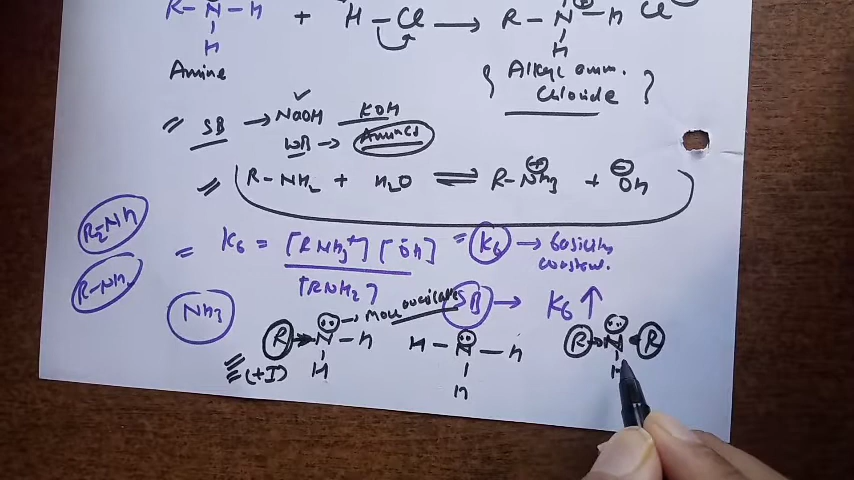 R - N - H + H - Cl → R - N⊕ - H Cl
H H
Amine { Alkyl amm. Chloride }
// SB → NaOH KOH
WB → Amines
// R-NH2 + H2O ⇌ R-NH3⊕ + ⊖OH
R2NH = Kb = [RNH3+] [OH] = Kb → basicity constant.
R-NH2 [RNH2]
NH3 SB → Kb ↑
R → N̈ - H → More available H - N̈ - H R → N̈ ← R
(+I) H H H